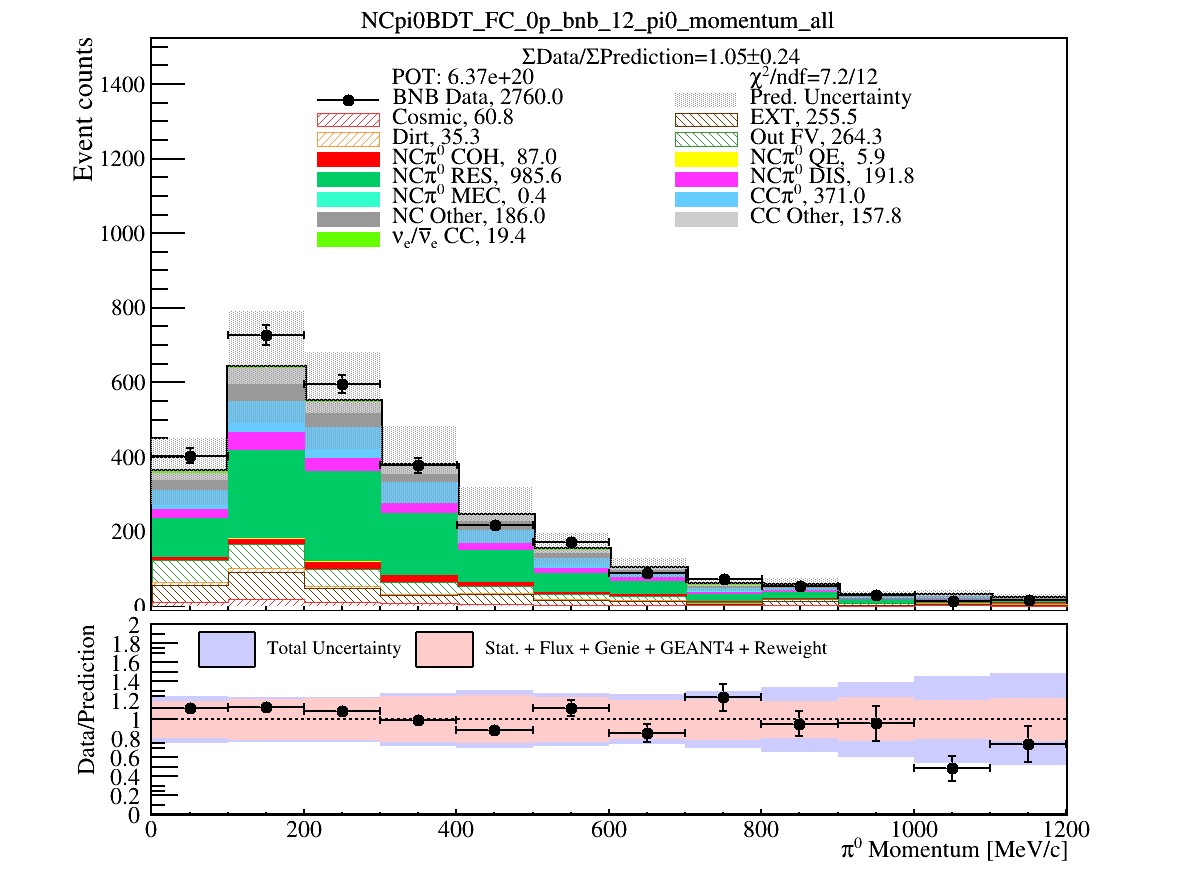 NCpi0BDT_FC_0p_bnb_12_pi0_momentum_all
ΣData/ΣPrediction=1.05±0.24
POT: 6.37e+20
χ²/ndf=7.2/12
BNB Data, 2760.0
Pred. Uncertainty
Cosmic, 60.8
EXT, 255.5
Dirt, 35.3
Out FV, 264.3
NCπ⁰ COH, 87.0
NCπ⁰ QE, 5.9
NCπ⁰ RES, 985.6
NCπ⁰ DIS, 191.8
NCπ⁰ MEC, 0.4
CCπ⁰, 371.0
NC Other, 186.0
CC Other, 157.8
νₑ/ν̅ₑ CC, 19.4
Event counts
1400
1200
1000
800
600
400
200
0
Total Uncertainty
Stat. + Flux + Genie + GEANT4 + Reweight
Data/Prediction
2
1.8
1.6
1.4
1.2
1
0.8
0.6
0.4
0.2
0
0 200 400 600 800 1000 1200
π⁰ Momentum [MeV/c]